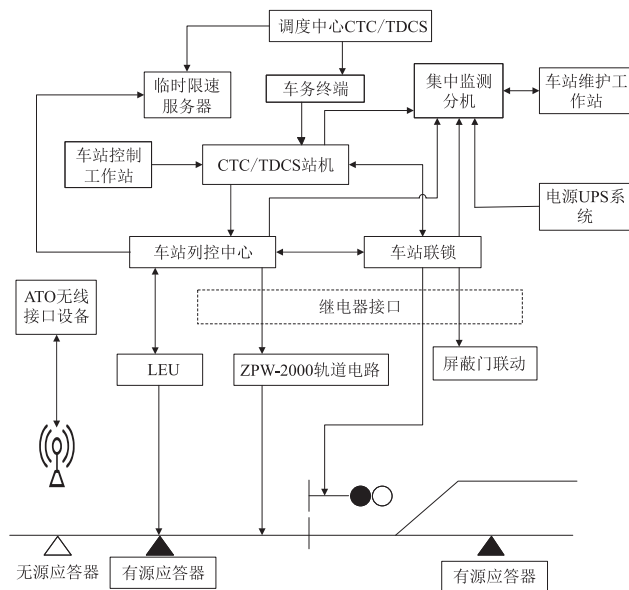 调度中心CTC/TDCS
临时限速
服务器
车务终端
集中监测
分机
车站维护工
作站
车站控制
工作站
CTC/TDCS站机
电源UPS系
统
车站列控中心
车站联锁
ATO无线
接口设备
继电器接口
LEU
ZPW-2000轨道电路
屏蔽门联动
无源应答器
有源应答器
有源应答器